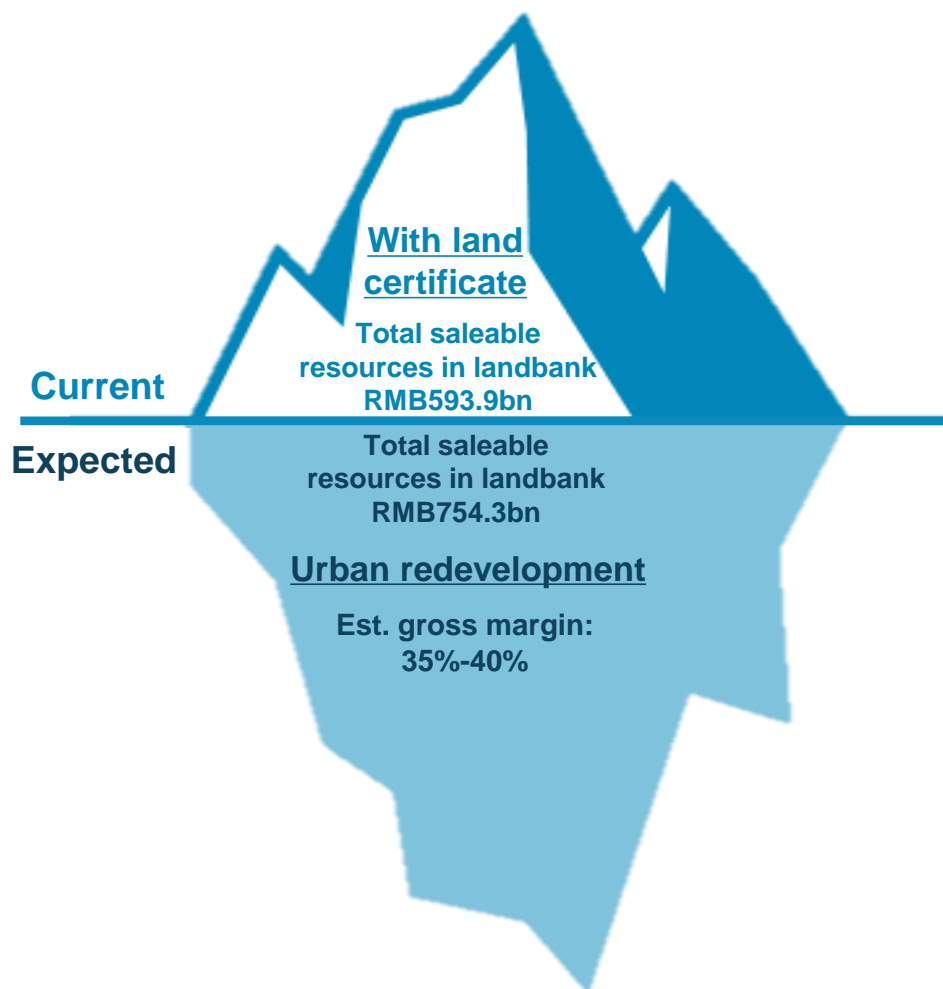 With land
certificate
Total saleable
resources in landbank
RMB593.9bn
Current
Expected
Total saleable
resources in landbank
RMB754.3bn
Urban redevelopment
Est. gross margin:
35%-40%